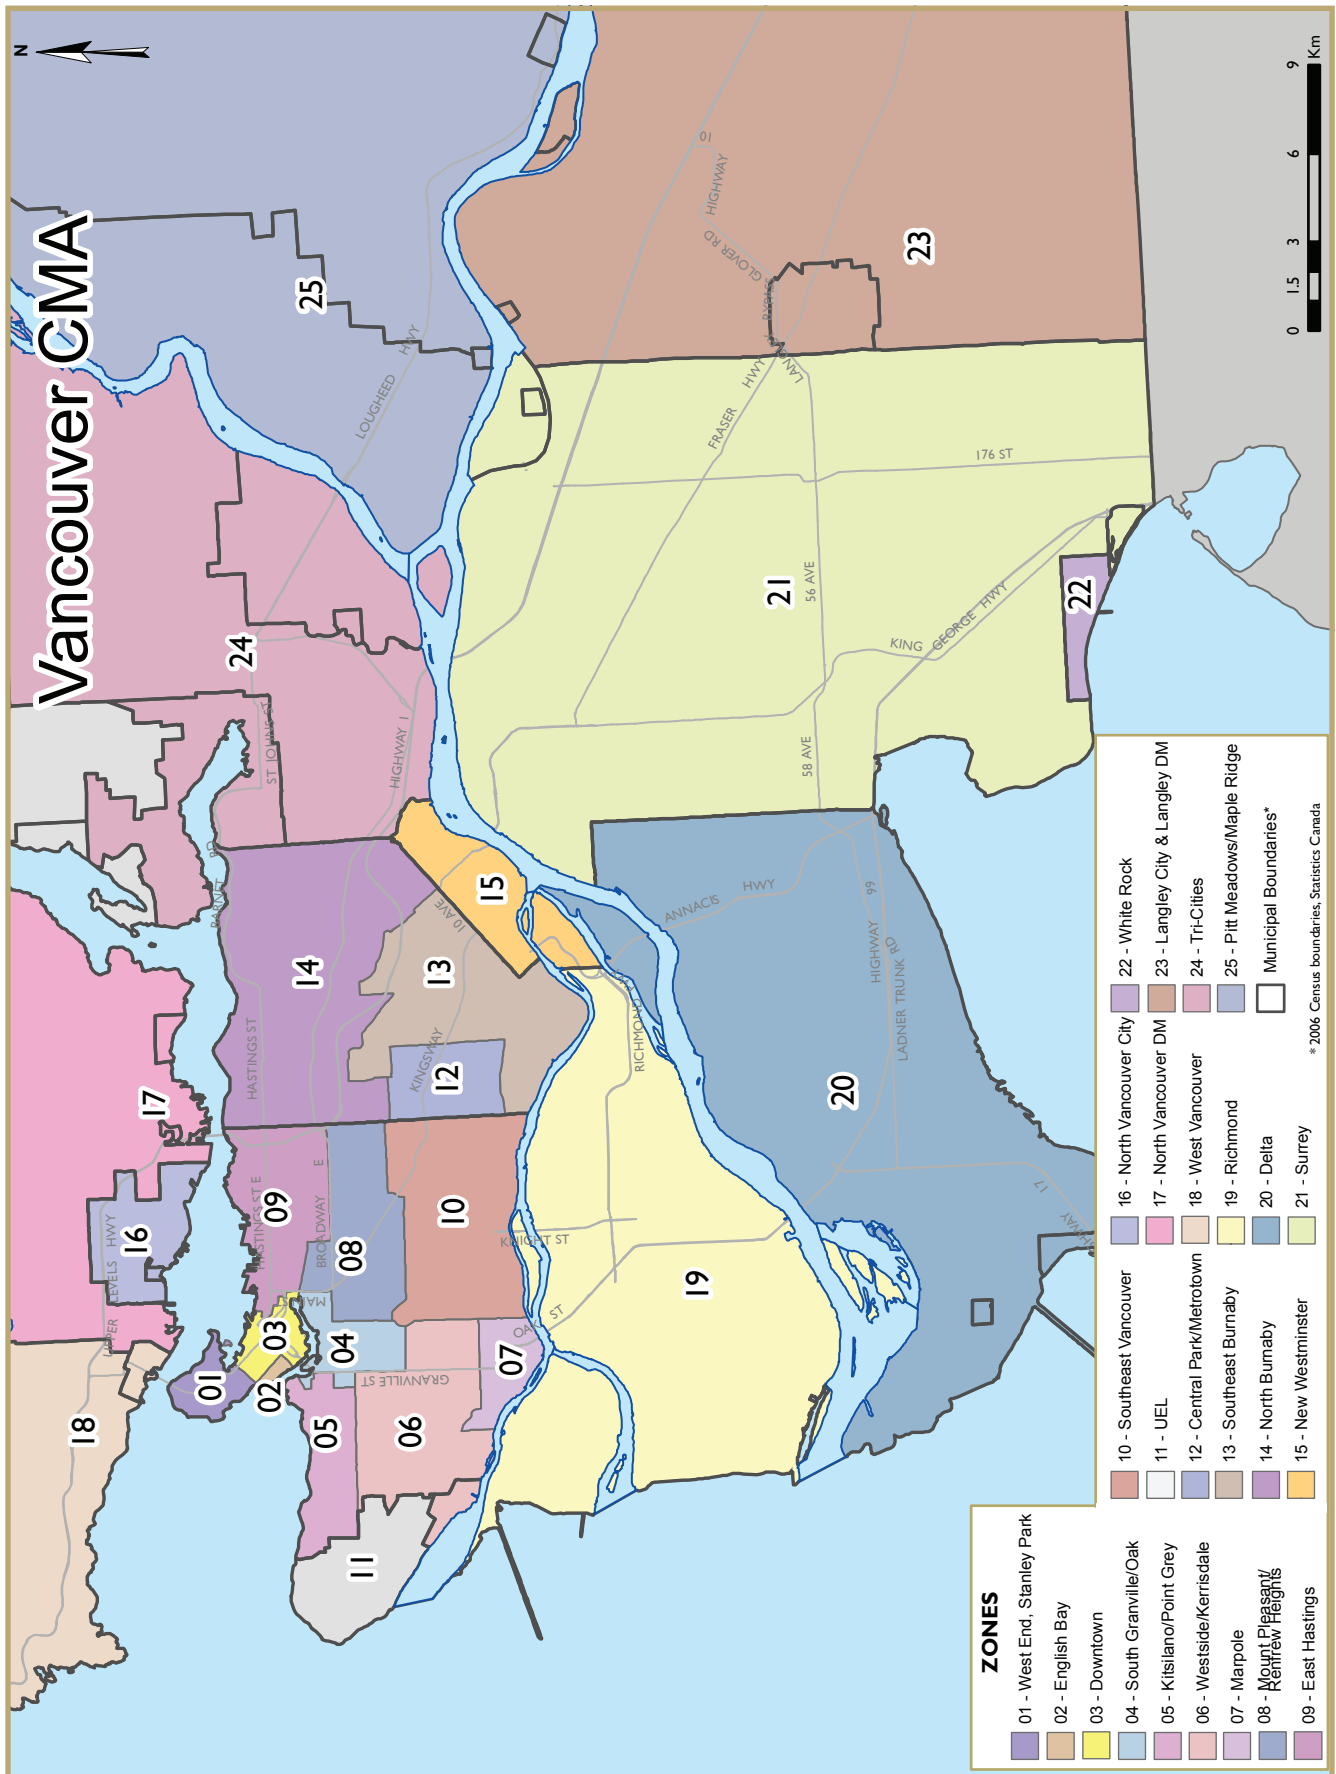 Vancouver CMA
N
18
17
16
UPPER LEVELS HWY
01
02
03
04
05
06
07
08
09
10
11
12
13
14
15
19
20
21
22
23
24
25
HASTINGS ST E
HASTINGS ST
BARNET RD
BROADWAY E
MAIN
GRANVILLE ST
OAK ST
KNIGHT ST
KINGSWAY
10 AVE
ST JOHNS ST
HIGHWAY 1
LOUGHEED HWY
RICHMOND
ANNACIS HWY
HIGHWAY 99
LADNER TRUNK RD
17
58 AVE
56 AVE
KING GEORGE HWY
176 ST
FRASER HWY
LANGLEY BYPASS
GLOVER RD
HIGHWAY 10
0 1.5 3 6 9 Km
ZONES
01 - West End, Stanley Park
02 - English Bay
03 - Downtown
04 - South Granville/Oak
05 - Kitsilano/Point Grey
06 - Westside/Kerrisdale
07 - Marpole
08 - Mount Pleasant/
Renfrew Heights
09 - East Hastings
10 - Southeast Vancouver
11 - UEL
12 - Central Park/Metrotown
13 - Southeast Burnaby
14 - North Burnaby
15 - New Westminster
16 - North Vancouver City
17 - North Vancouver DM
18 - West Vancouver
19 - Richmond
20 - Delta
21 - Surrey
22 - White Rock
23 - Langley City & Langley DM
24 - Tri-Cities
25 - Pitt Meadows/Maple Ridge
Municipal Boundaries*
* 2006 Census boundaries, Statistics Canada